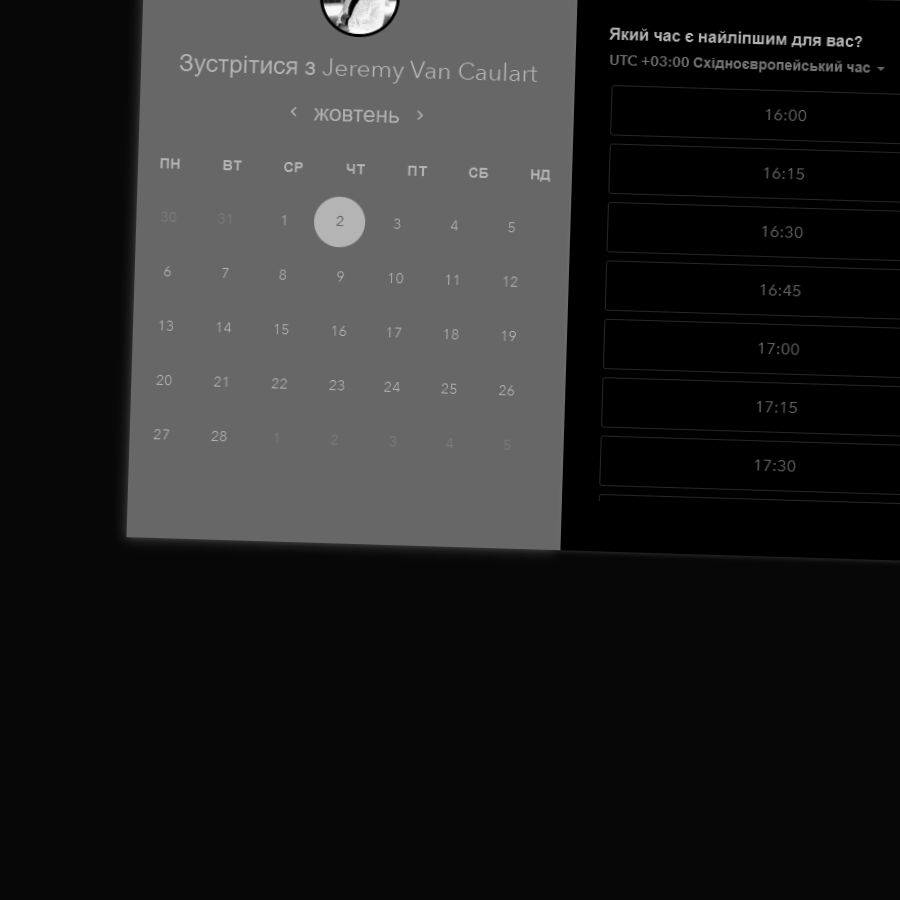 Зустрітися з Jeremy Van Caulart
жовтень
ПН ВТ СР ЧТ ПТ СБ НД
30 31 1 2 3 4 5
6 7 8 9 10 11 12
13 14 15 16 17 18 19
20 21 22 23 24 25 26
27 28 1 2 3 4 5
Який час є найліпшим для вас?
UTC +03:00 Східноєвропейський час
16:00
16:15
16:30
16:45
17:00
17:15
17:30